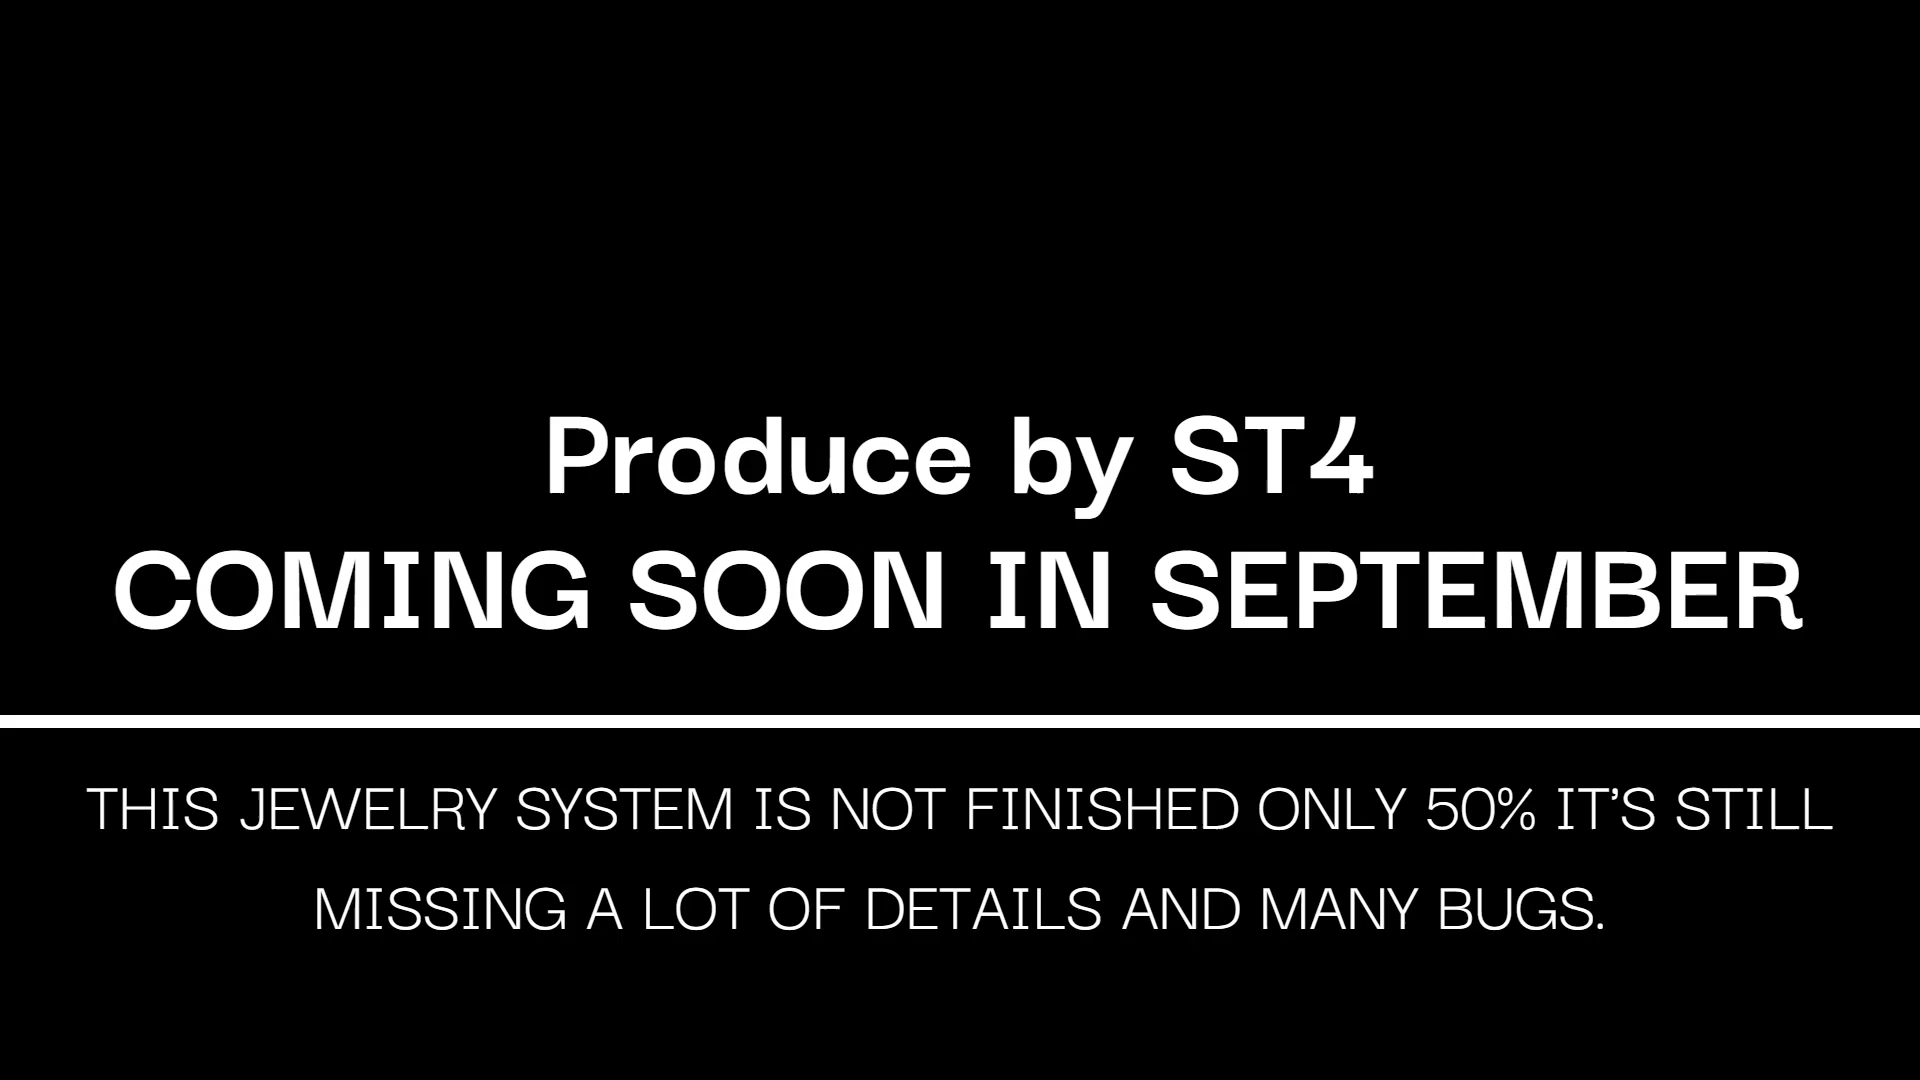 Produce by ST4
COMING SOON IN SEPTEMBER
THIS JEWELRY SYSTEM IS NOT FINISHED ONLY 50% IT’S STILL
MISSING A LOT OF DETAILS AND MANY BUGS.